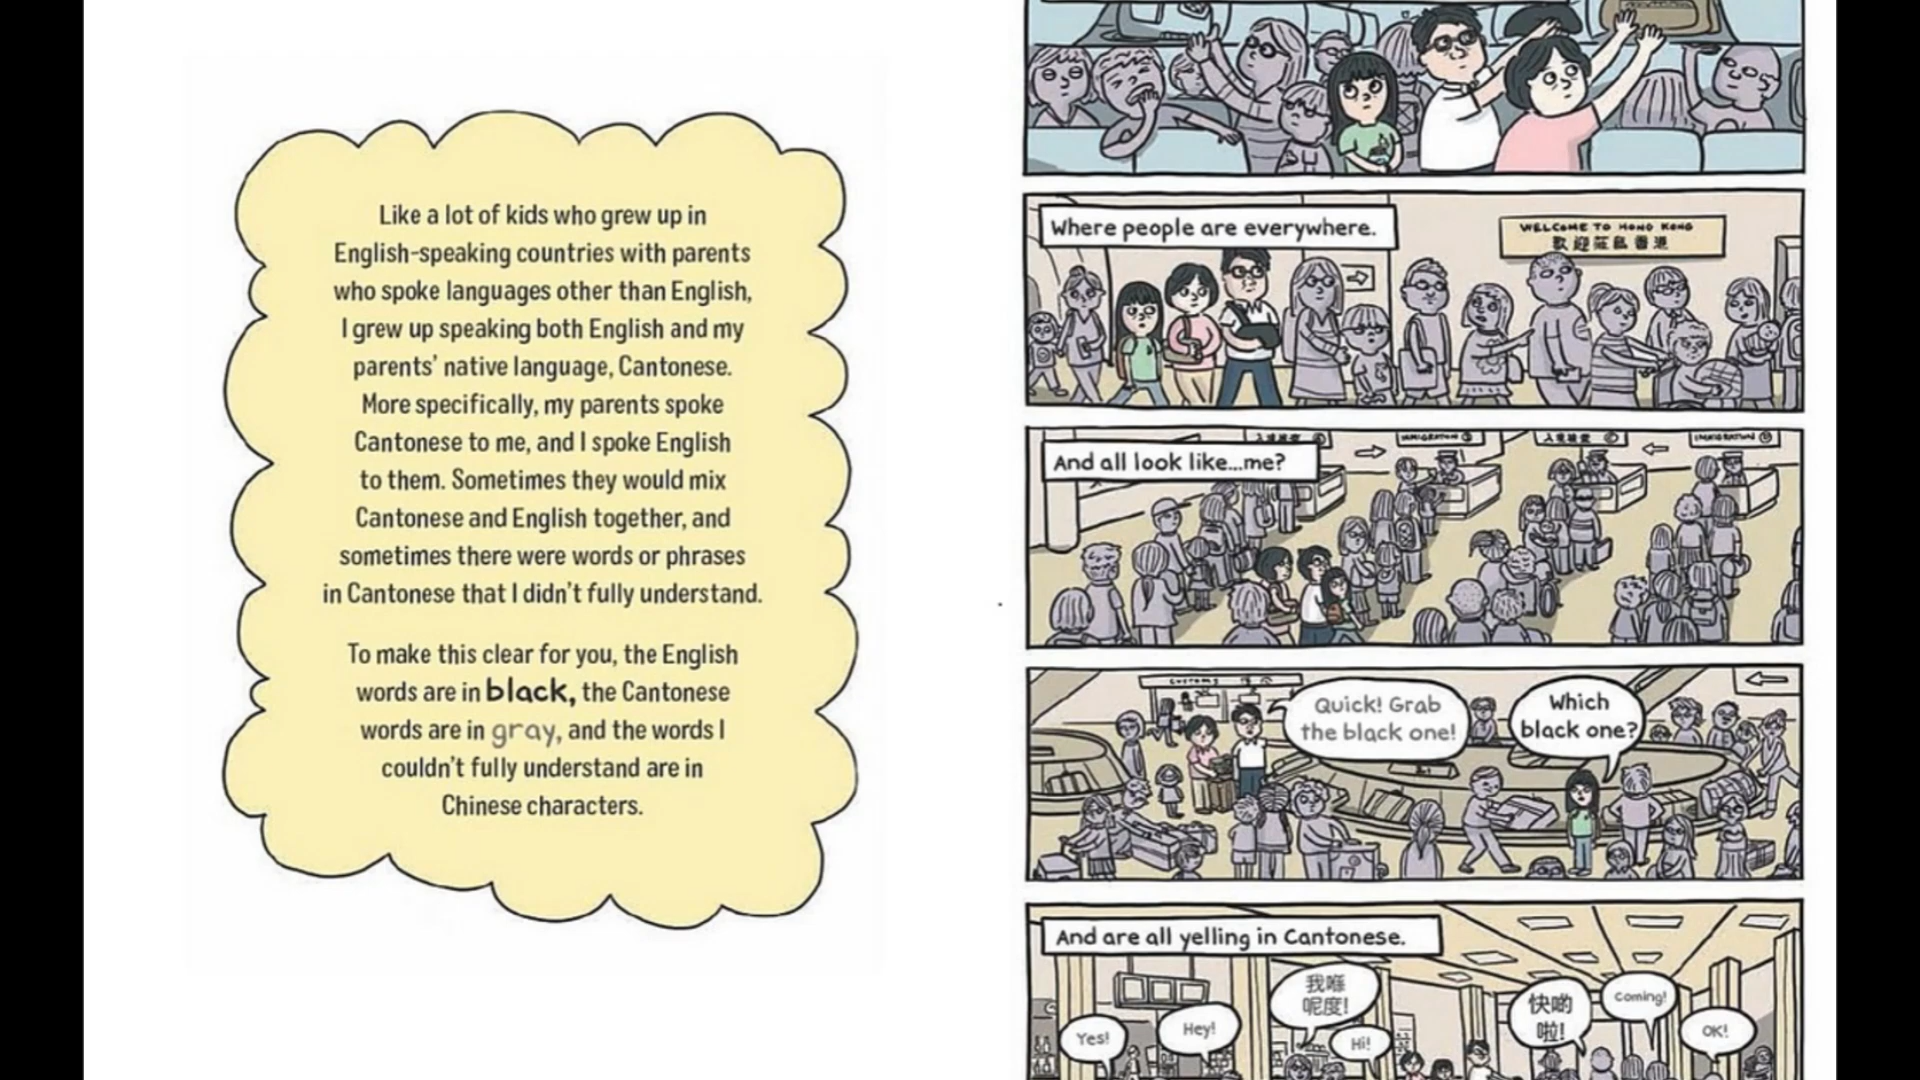 Like a lot of kids who grew up in
English-speaking countries with parents
who spoke languages other than English,
I grew up speaking both English and my
parents' native language, Cantonese.
More specifically, my parents spoke
Cantonese to me, and I spoke English
to them. Sometimes they would mix
Cantonese and English together, and
sometimes there were words or phrases
in Cantonese that I didn't fully understand.
To make this clear for you, the English
words are in black, the Cantonese
words are in gray, and the words I
couldn't fully understand are in
Chinese characters.
Where people are everywhere.
WELCOME TO HONG KONG
歡迎莅臨香港
And all look like...me?
IMMIGRATION
IMMIGRATION
CUSTOMS
Quick! Grab
the black one!
Which
black one?
And are all yelling in Cantonese.
Yes!
Hey!
我喺
呢度!
Hi!
快啲
啦!
Coming!
OK!